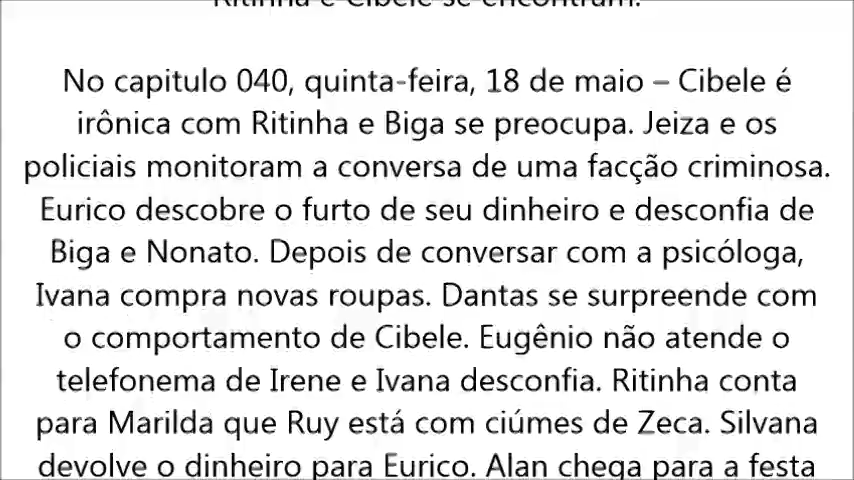 Ritinha e Cibele se encontram.
No capitulo 040, quinta-feira, 18 de maio – Cibele é
irônica com Ritinha e Biga se preocupa. Jeiza e os
policiais monitoram a conversa de uma facção criminosa.
Eurico descobre o furto de seu dinheiro e desconfia de
Biga e Nonato. Depois de conversar com a psicóloga,
Ivana compra novas roupas. Dantas se surpreende com
o comportamento de Cibele. Eugênio não atende o
telefonema de Irene e Ivana desconfia. Ritinha conta
para Marilda que Ruy está com ciúmes de Zeca. Silvana
devolve o dinheiro para Eurico. Alan chega para a festa